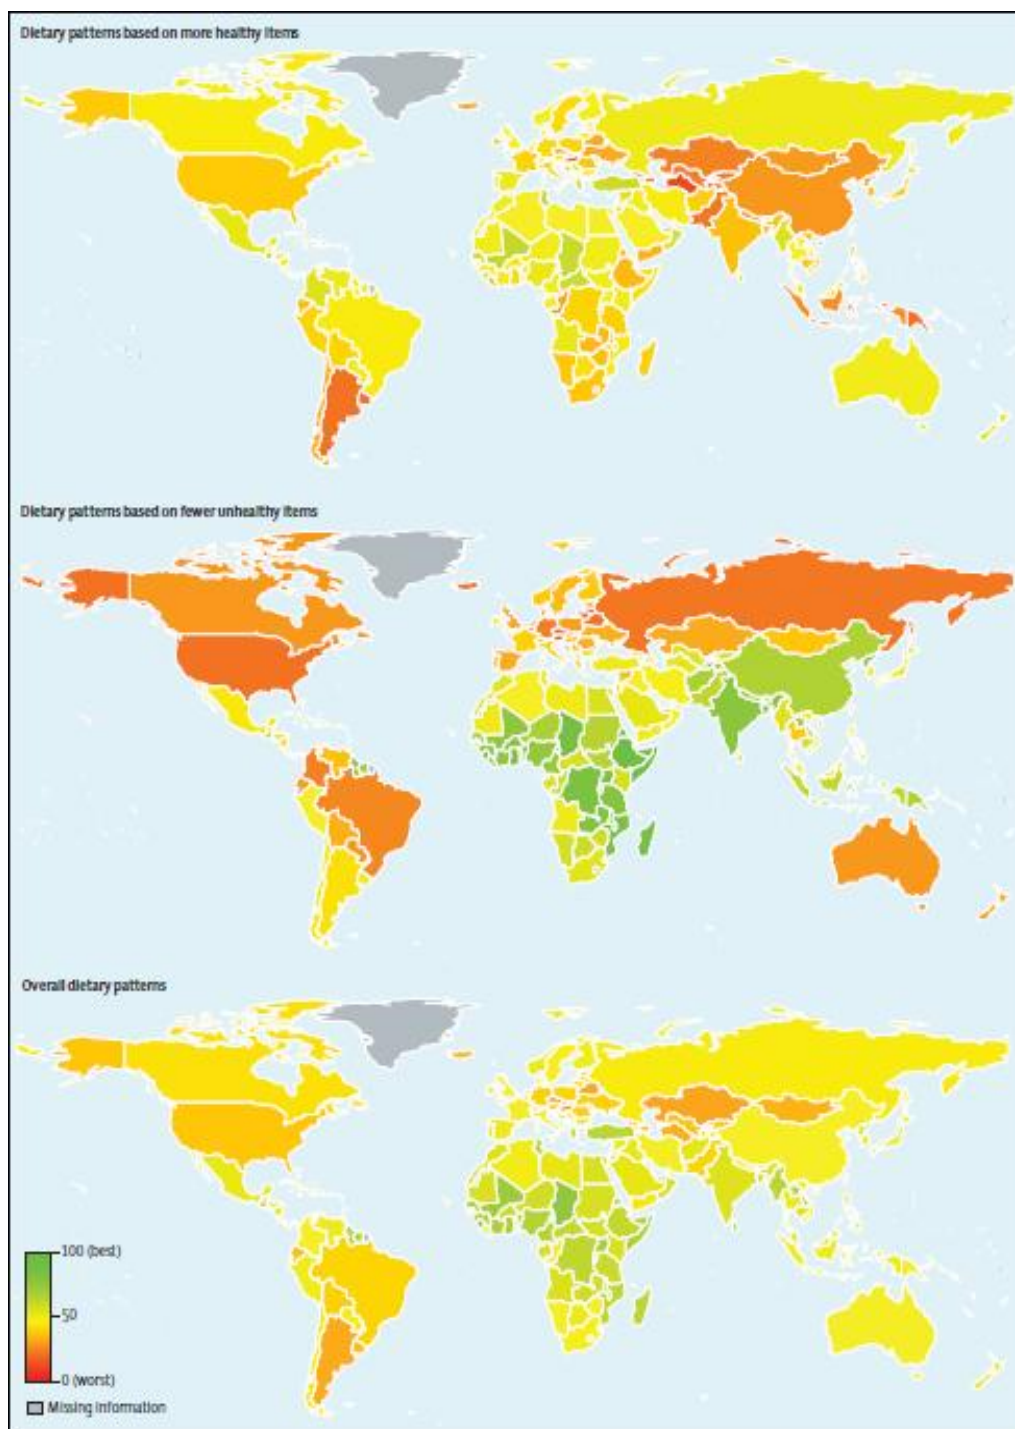 Dietary patterns based on more healthy items
Dietary patterns based on fewer unhealthy items
Overall dietary patterns
100 (best)
50
0 (worst)
Missing information